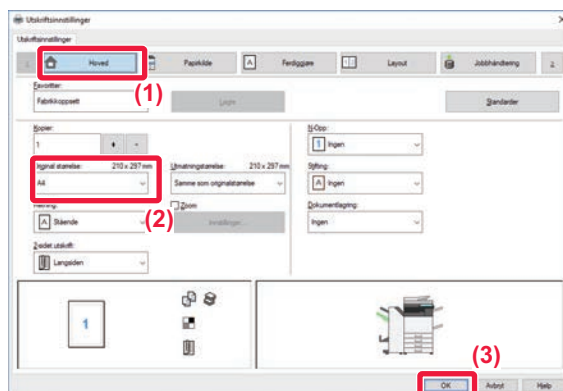 Utskriftsinnstillinger
Utskriftsinnstillinger
Hoved
Papirkilde
Ferdiggjøre
Layout
Jobbhåndtering
(1)
Favoritter:
Fabrikkoppsett
Lagre
Standarder
Kopier:
1
N-Opp:
Ingen
Original størrelse: 210 x 297 mm
A4
Utmatningstørrelse: 210 x 297 mm
Samme som originalstørrelse
Stifting:
Ingen
(2)
Retning:
Stående
Zoom
Innstillinger...
Dokumentlagring:
Ingen
2-sidet utskrift:
Langsiden
1
(3)
OK
Avbryt
Hjelp